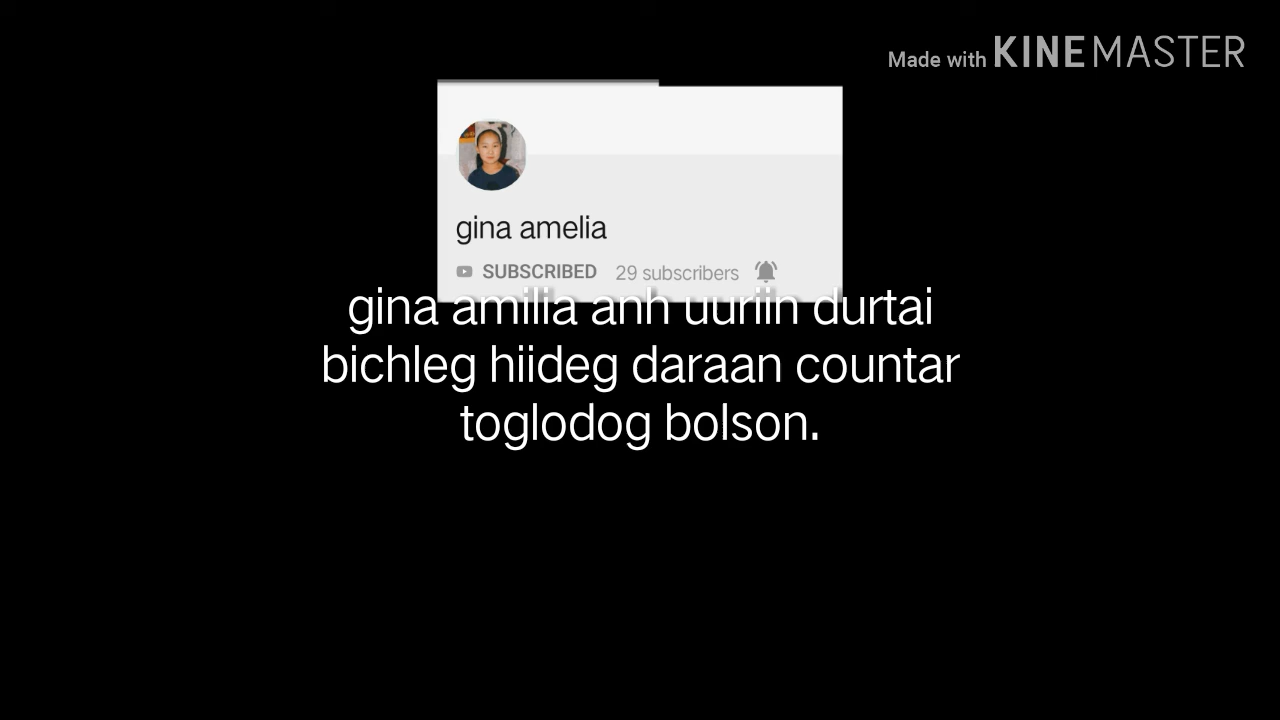 Made with KINEMASTER
gina amelia
SUBSCRIBED 29 subscribers
gina amilia anh uuriin durtai
bichleg hiideg daraan countar
toglodog bolson.